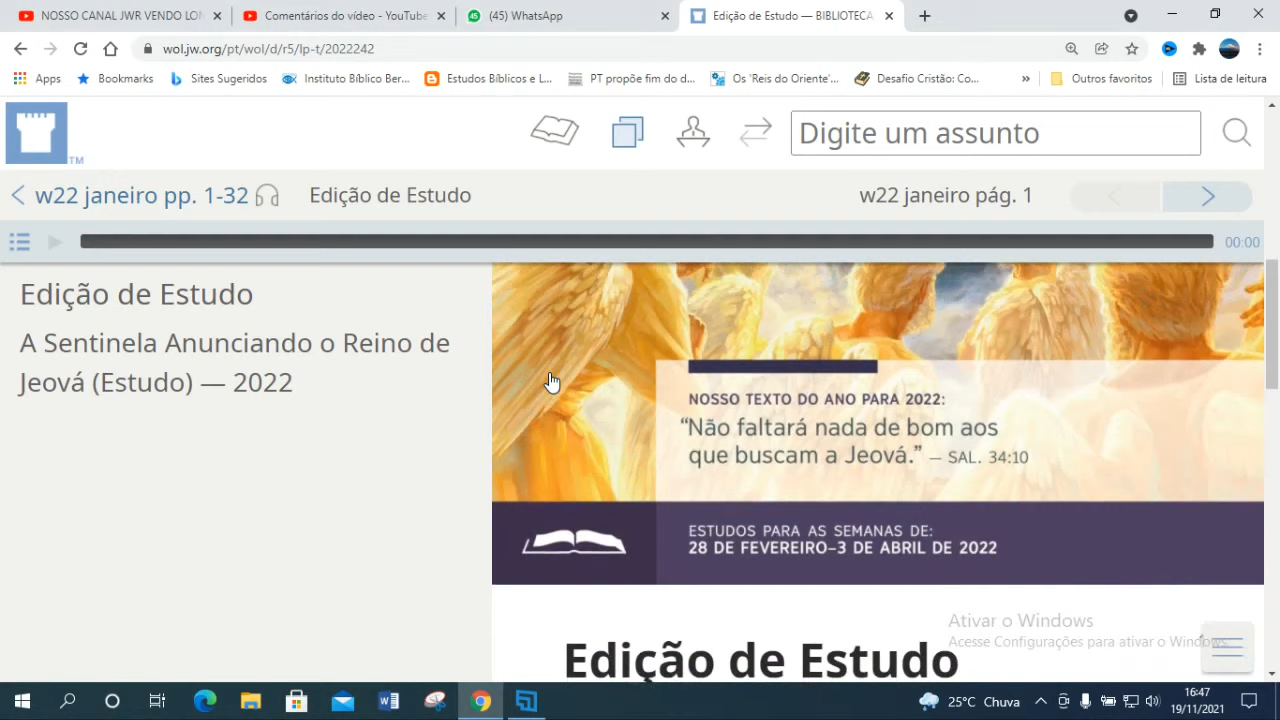 NOSSO CANAL JWR VENDO LON
Comentários do vídeo - YouTube
(45) WhatsApp
Edição de Estudo — BIBLIOTECA
wol.jw.org/pt/wol/d/r5/lp-t/2022242
Apps
Bookmarks
Sites Sugeridos
Instituto Bíblico Ber...
Estudos Bíblicos e L...
PT propõe fim do d...
Os 'Reis do Oriente'...
Desafio Cristão: Co...
»
Outros favoritos
Lista de leitura
TM
Digite um assunto
w22 janeiro pp. 1-32
Edição de Estudo
w22 janeiro pág. 1
00:00
Edição de Estudo
A Sentinela Anunciando o Reino de
Jeová (Estudo) — 2022
NOSSO TEXTO DO ANO PARA 2022:
“Não faltará nada de bom aos
que buscam a Jeová.” — SAL. 34:10
ESTUDOS PARA AS SEMANAS DE:
28 DE FEVEREIRO–3 DE ABRIL DE 2022
Edição de Estudo
Ativar o Windows
Acesse Configurações para ativar o Windows.
25°C Chuva
16:47
19/11/2021